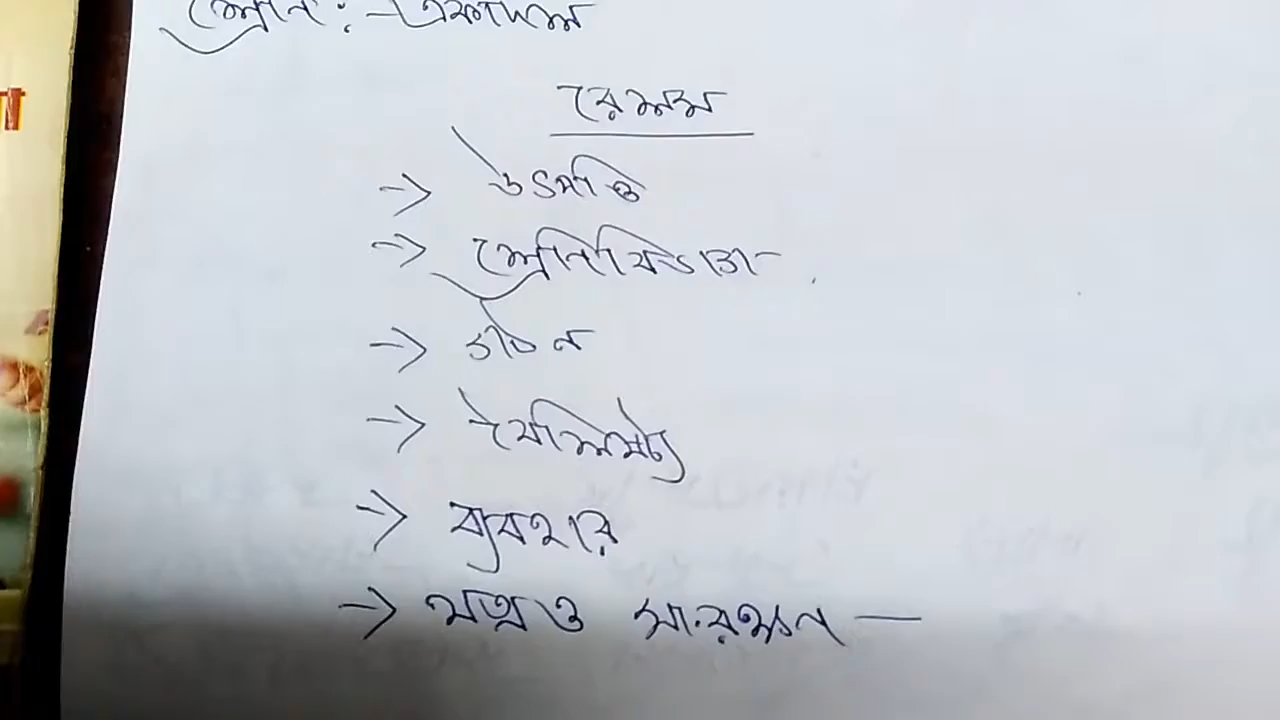 শ্রেণি :- একাদশ
রেশম
→ উৎপত্তি
→ শ্রেণিবিভাগ
→ গঠন
→ বৈশিষ্ট্য
→ ব্যবহার
→ যত্ন ও সংরক্ষণ —